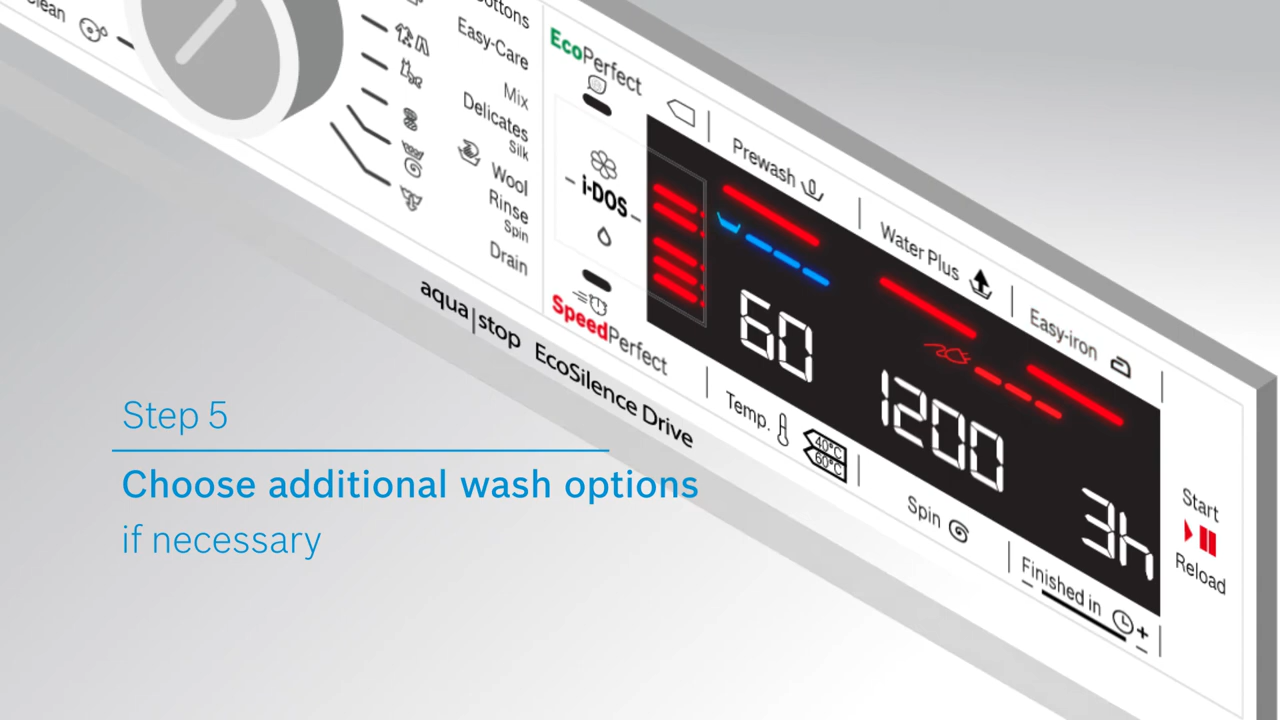 Easy-Care
Mix
Delicates
Silk
Wool
Rinse
Spin
Drain
EcoPerfect
- i-DOS -
SpeedPerfect
aqua|stop EcoSilence Drive
Prewash
Water Plus
Easy-iron
60
1200
3h
Temp.
40°C
60°C
Spin
Finished in
- +
Start
Reload
Step 5
Choose additional wash options
if necessary